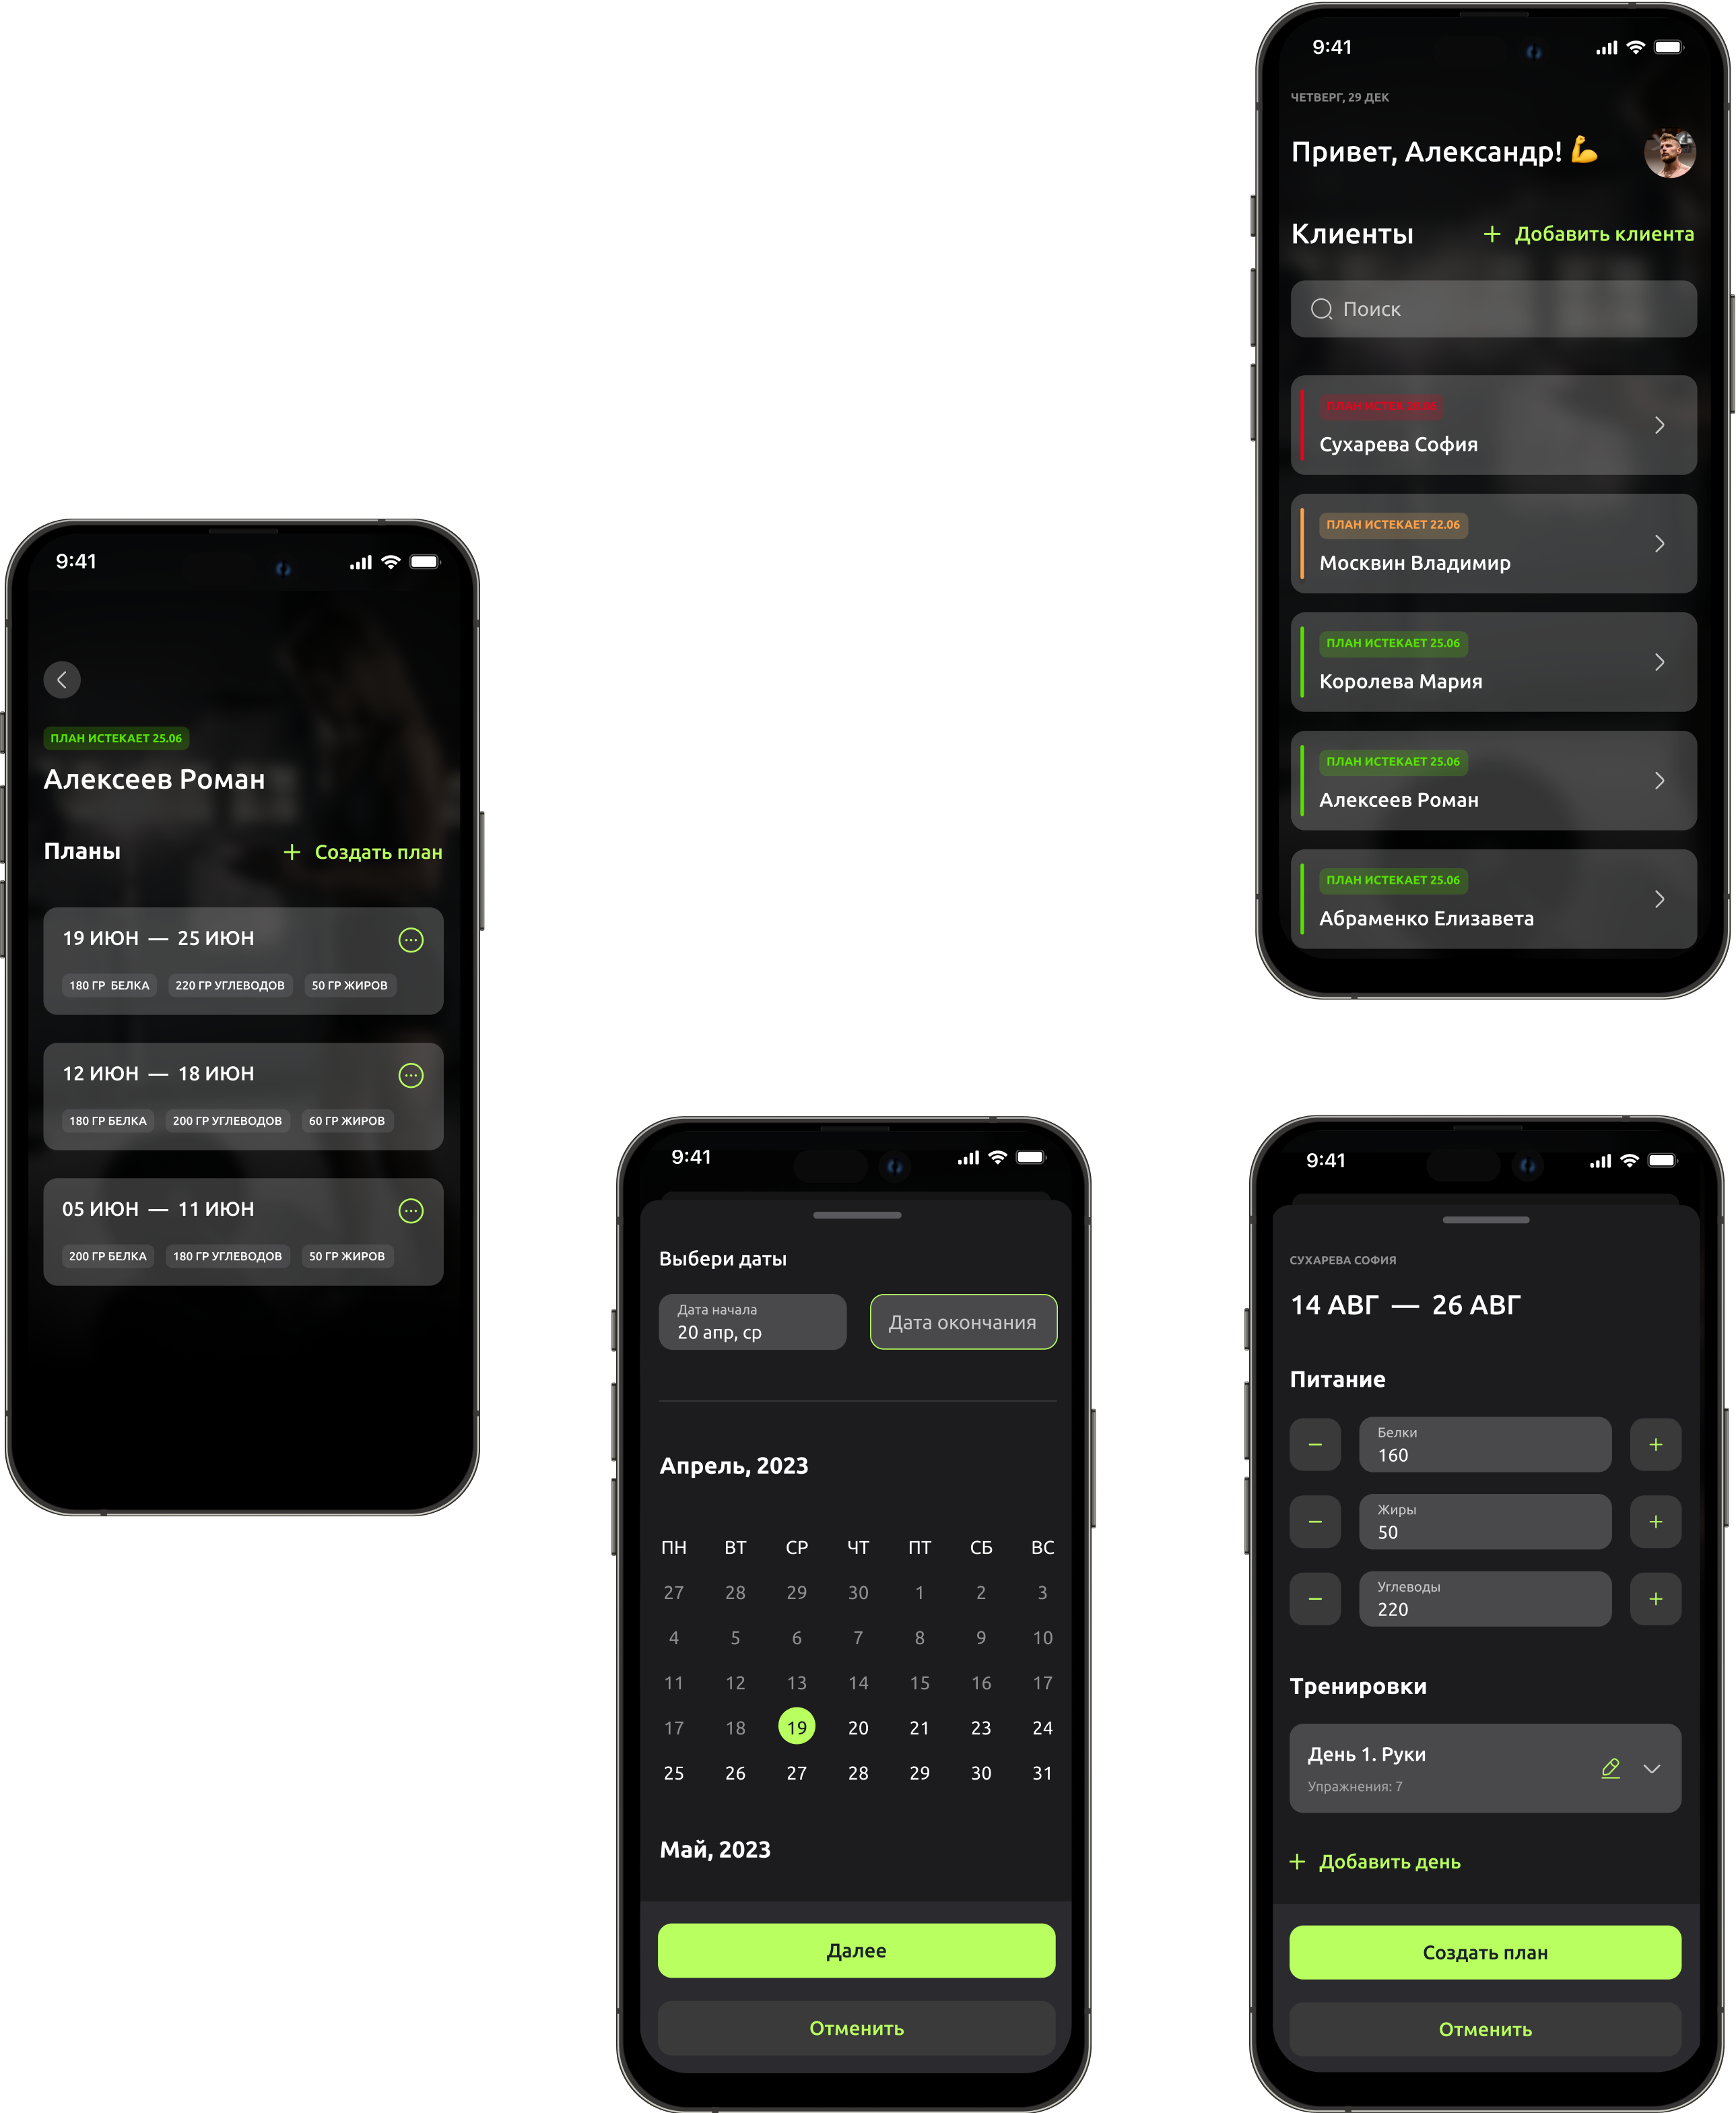 9:41
ПЛАН ИСТЕКАЕТ 25.06
Алексеев Роман
Планы
+ Создать план
19 ИЮН — 25 ИЮН
180 ГР БЕЛКА 220 ГР УГЛЕВОДОВ 50 ГР ЖИРОВ
12 ИЮН — 18 ИЮН
180 ГР БЕЛКА 200 ГР УГЛЕВОДОВ 60 ГР ЖИРОВ
05 ИЮН — 11 ИЮН
200 ГР БЕЛКА 180 ГР УГЛЕВОДОВ 50 ГР ЖИРОВ
9:41
Выбери даты
Дата начала
20 апр, ср
Дата окончания
Апрель, 2023
ПН ВТ СР ЧТ ПТ СБ ВС
27 28 29 30 1 2 3
4 5 6 7 8 9 10
11 12 13 14 15 16 17
17 18 19 20 21 23 24
25 26 27 28 29 30 31
Май, 2023
Далее
Отменить
9:41
ЧЕТВЕРГ, 29 ДЕК
Привет, Александр! 💪
Клиенты
+ Добавить клиента
Поиск
ПЛАН ИСТЕК 20.06
Сухарева София
ПЛАН ИСТЕКАЕТ 22.06
Москвин Владимир
ПЛАН ИСТЕКАЕТ 25.06
Королева Мария
ПЛАН ИСТЕКАЕТ 25.06
Алексеев Роман
ПЛАН ИСТЕКАЕТ 25.06
Абраменко Елизавета
9:41
СУХАРЕВА СОФИЯ
14 АВГ — 26 АВГ
Питание
Белки
− 160 +
Жиры
− 50 +
Углеводы
− 220 +
Тренировки
День 1. Руки
Упражнения: 7
+ Добавить день
Создать план
Отменить